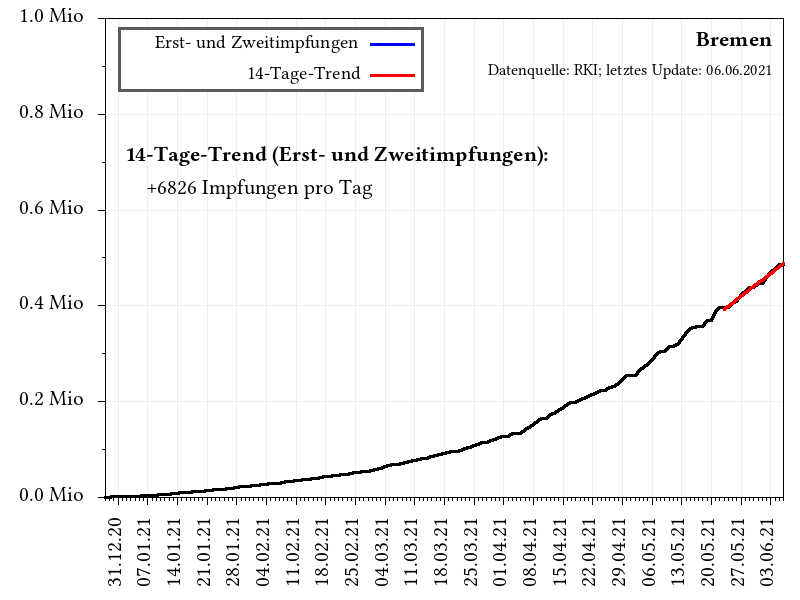 1.0 Mio
0.8 Mio
0.6 Mio
0.4 Mio
0.2 Mio
0.0 Mio
Erst- und Zweitimpfungen
14-Tage-Trend
Bremen
Datenquelle: RKI; letztes Update: 06.06.2021
14-Tage-Trend (Erst- und Zweitimpfungen):
+6826 Impfungen pro Tag
31.12.20
07.01.21
14.01.21
21.01.21
28.01.21
04.02.21
11.02.21
18.02.21
25.02.21
04.03.21
11.03.21
18.03.21
25.03.21
01.04.21
08.04.21
15.04.21
22.04.21
29.04.21
06.05.21
13.05.21
20.05.21
27.05.21
03.06.21